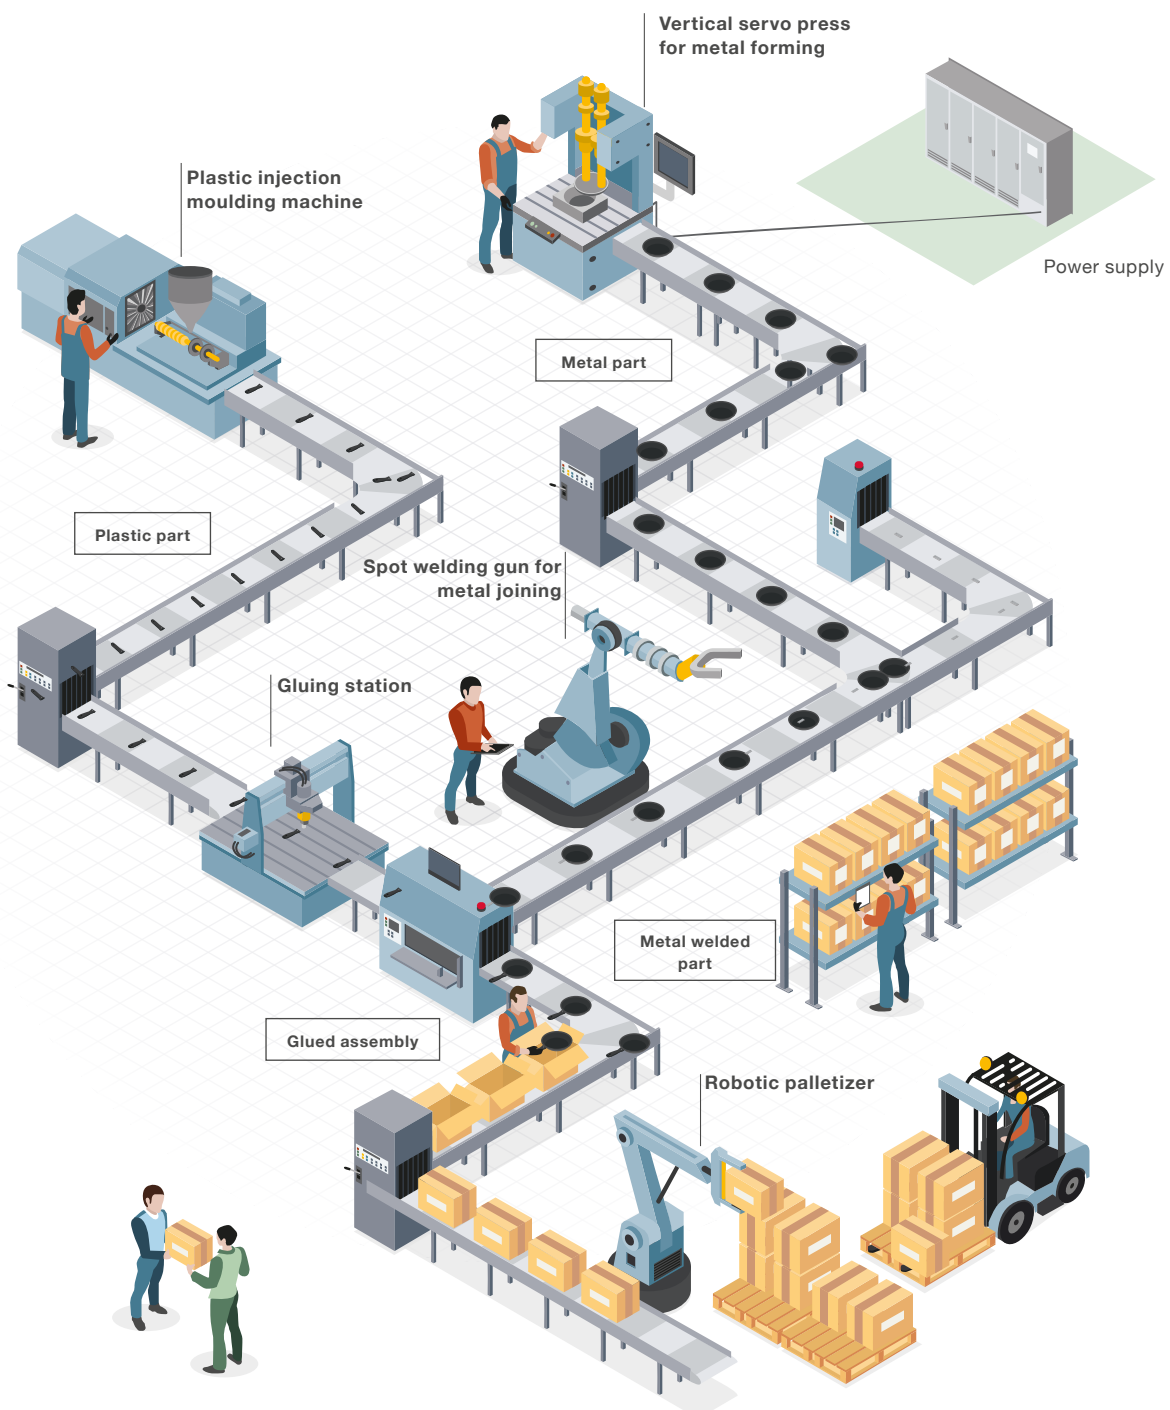 Vertical servo press
for metal forming
Plastic injection
moulding machine
Power supply
Metal part
Plastic part
Spot welding gun for
metal joining
Gluing station
Metal welded
part
Glued assembly
Robotic palletizer